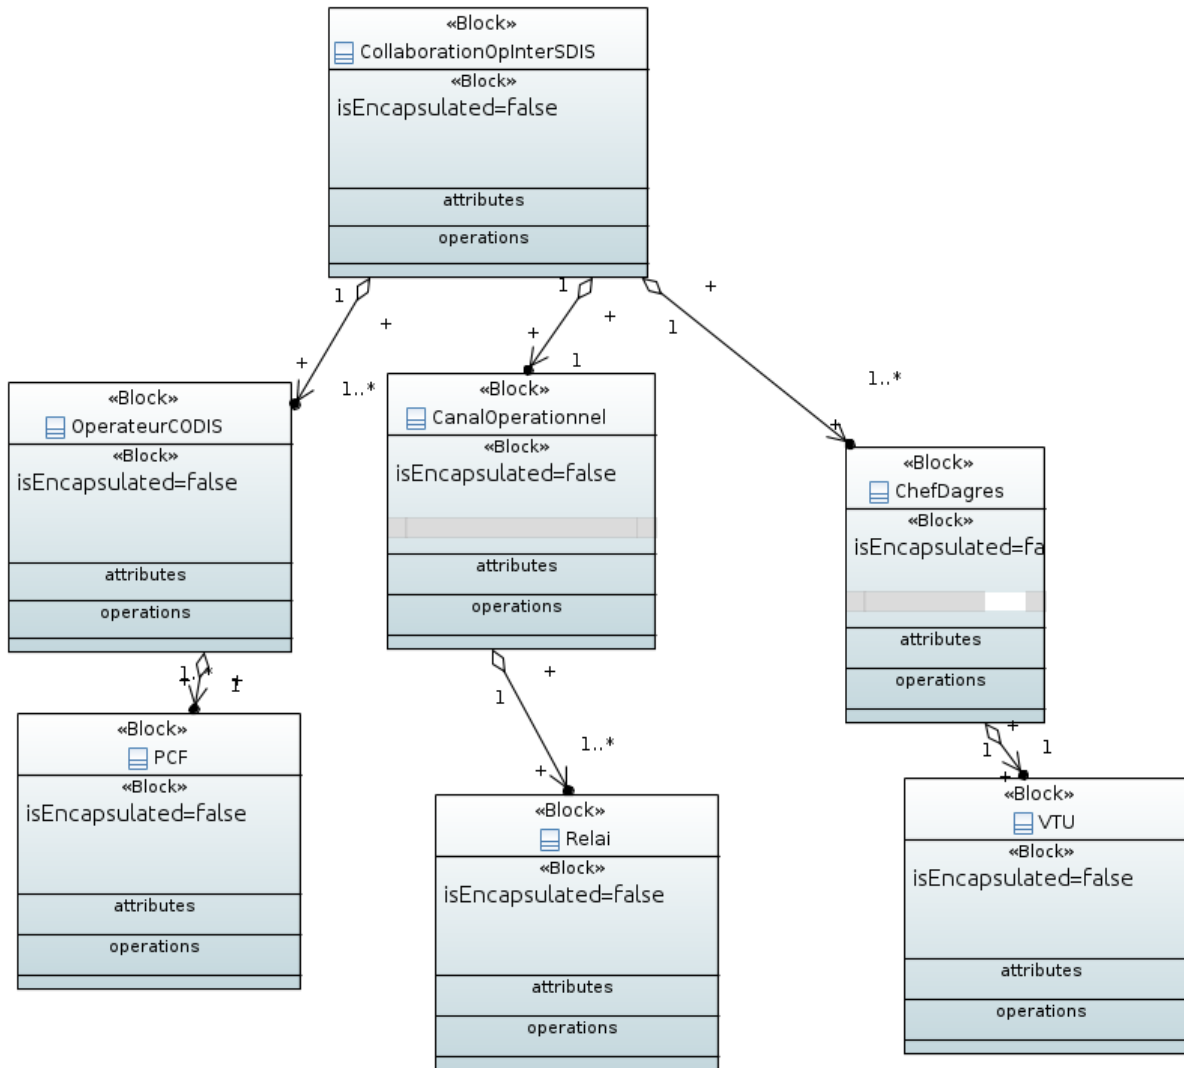 «Block»
CollaborationOpInterSDIS
«Block»
isEncapsulated=false
attributes
operations
1
+
+
1..*
1
+
+
1
+
1
1..*
+
«Block»
OperateurCODIS
«Block»
isEncapsulated=false
attributes
operations
«Block»
CanalOperationnel
«Block»
isEncapsulated=false
attributes
operations
«Block»
ChefDagres
«Block»
isEncapsulated=fa
attributes
operations
1..*
+
1
+
+
1
1..*
+
+
1
1
+
«Block»
PCF
«Block»
isEncapsulated=false
attributes
operations
«Block»
Relai
«Block»
isEncapsulated=false
attributes
operations
«Block»
VTU
«Block»
isEncapsulated=false
attributes
operations